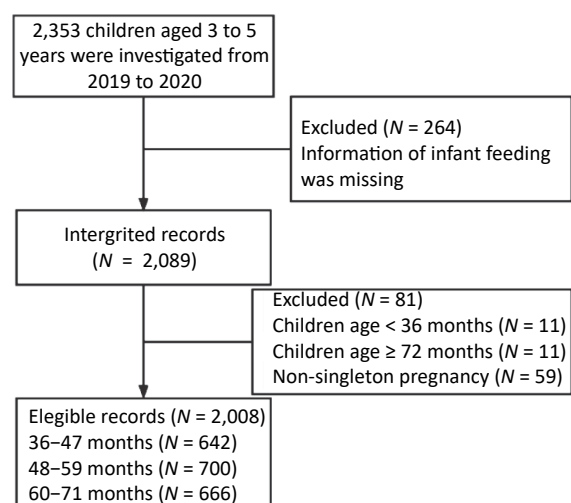 2,353 children aged 3 to 5
years were investigated from
2019 to 2020
Excluded (N = 264)
Information of infant feeding
was missing
Intergrited records
(N = 2,089)
Excluded (N = 81)
Children age < 36 months (N = 11)
Children age ≥ 72 months (N = 11)
Non-singleton pregnancy (N = 59)
Elegible records (N = 2,008)
36−47 months (N = 642)
48−59 months (N = 700)
60−71 months (N = 666)